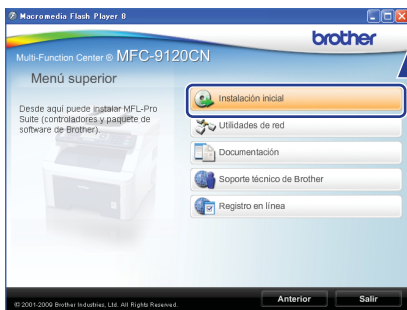 Macromedia Flash Player 8
brother
Multi-Function Center ® MFC-9120CN
Menú superior
Desde aquí puede instalar MFL-Pro
Suite (controladores y paquete de
software de Brother).
Instalación inicial
Utilidades de red
Documentación
Soporte técnico de Brother
Registro en línea
© 2001-2009 Brother Industries, Ltd. All Rights Reserved.
Anterior
Salir